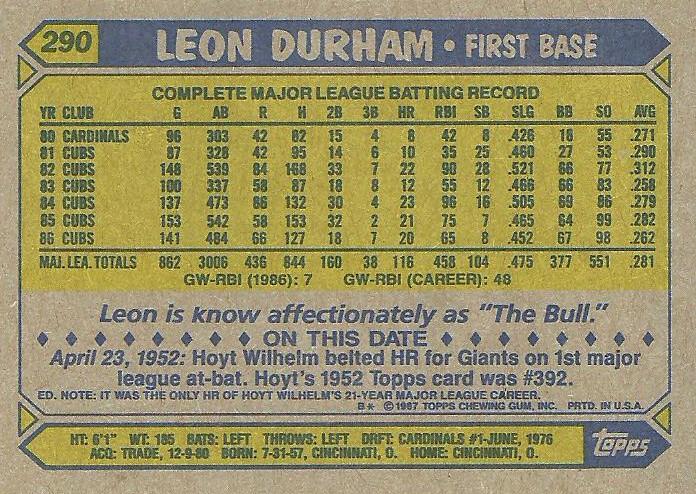 290 LEON DURHAM • FIRST BASE
COMPLETE MAJOR LEAGUE BATTING RECORD
YR CLUB G AB R H 2B 3B HR RBI SB SLG BB SO AVG
80 CARDINALS 96 303 42 82 15 4 8 42 8 .426 18 55 .271
81 CUBS 87 328 42 95 14 6 10 35 25 .460 27 53 .290
82 CUBS 148 539 84 168 33 7 22 90 28 .521 66 77 .312
83 CUBS 100 337 58 87 18 8 12 55 12 .466 66 83 .258
84 CUBS 137 473 86 132 30 4 23 96 16 .505 69 86 .279
85 CUBS 153 542 58 153 32 2 21 75 7 .465 64 99 .282
86 CUBS 141 484 66 127 18 7 20 65 8 .452 67 98 .262
MAJ. LEA. TOTALS 862 3006 436 844 160 38 116 458 104 .475 377 551 .281
GW-RBI (1986): 7 GW-RBI (CAREER): 48
Leon is know affectionately as "The Bull."
ON THIS DATE
April 23, 1952: Hoyt Wilhelm belted HR for Giants on 1st major
league at-bat. Hoyt's 1952 Topps card was #392.
ED. NOTE: IT WAS THE ONLY HR OF HOYT WILHELM'S 21-YEAR MAJOR LEAGUE CAREER.
B* ©1987 TOPPS CHEWING GUM, INC. PRTD. IN U.S.A.
HT: 6'1" WT: 185 BATS: LEFT THROWS: LEFT DRFT: CARDINALS #1-JUNE, 1976
ACQ: TRADE, 12-9-80 BORN: 7-31-57, CINCINNATI, O. HOME: CINCINNATI, O.
topps